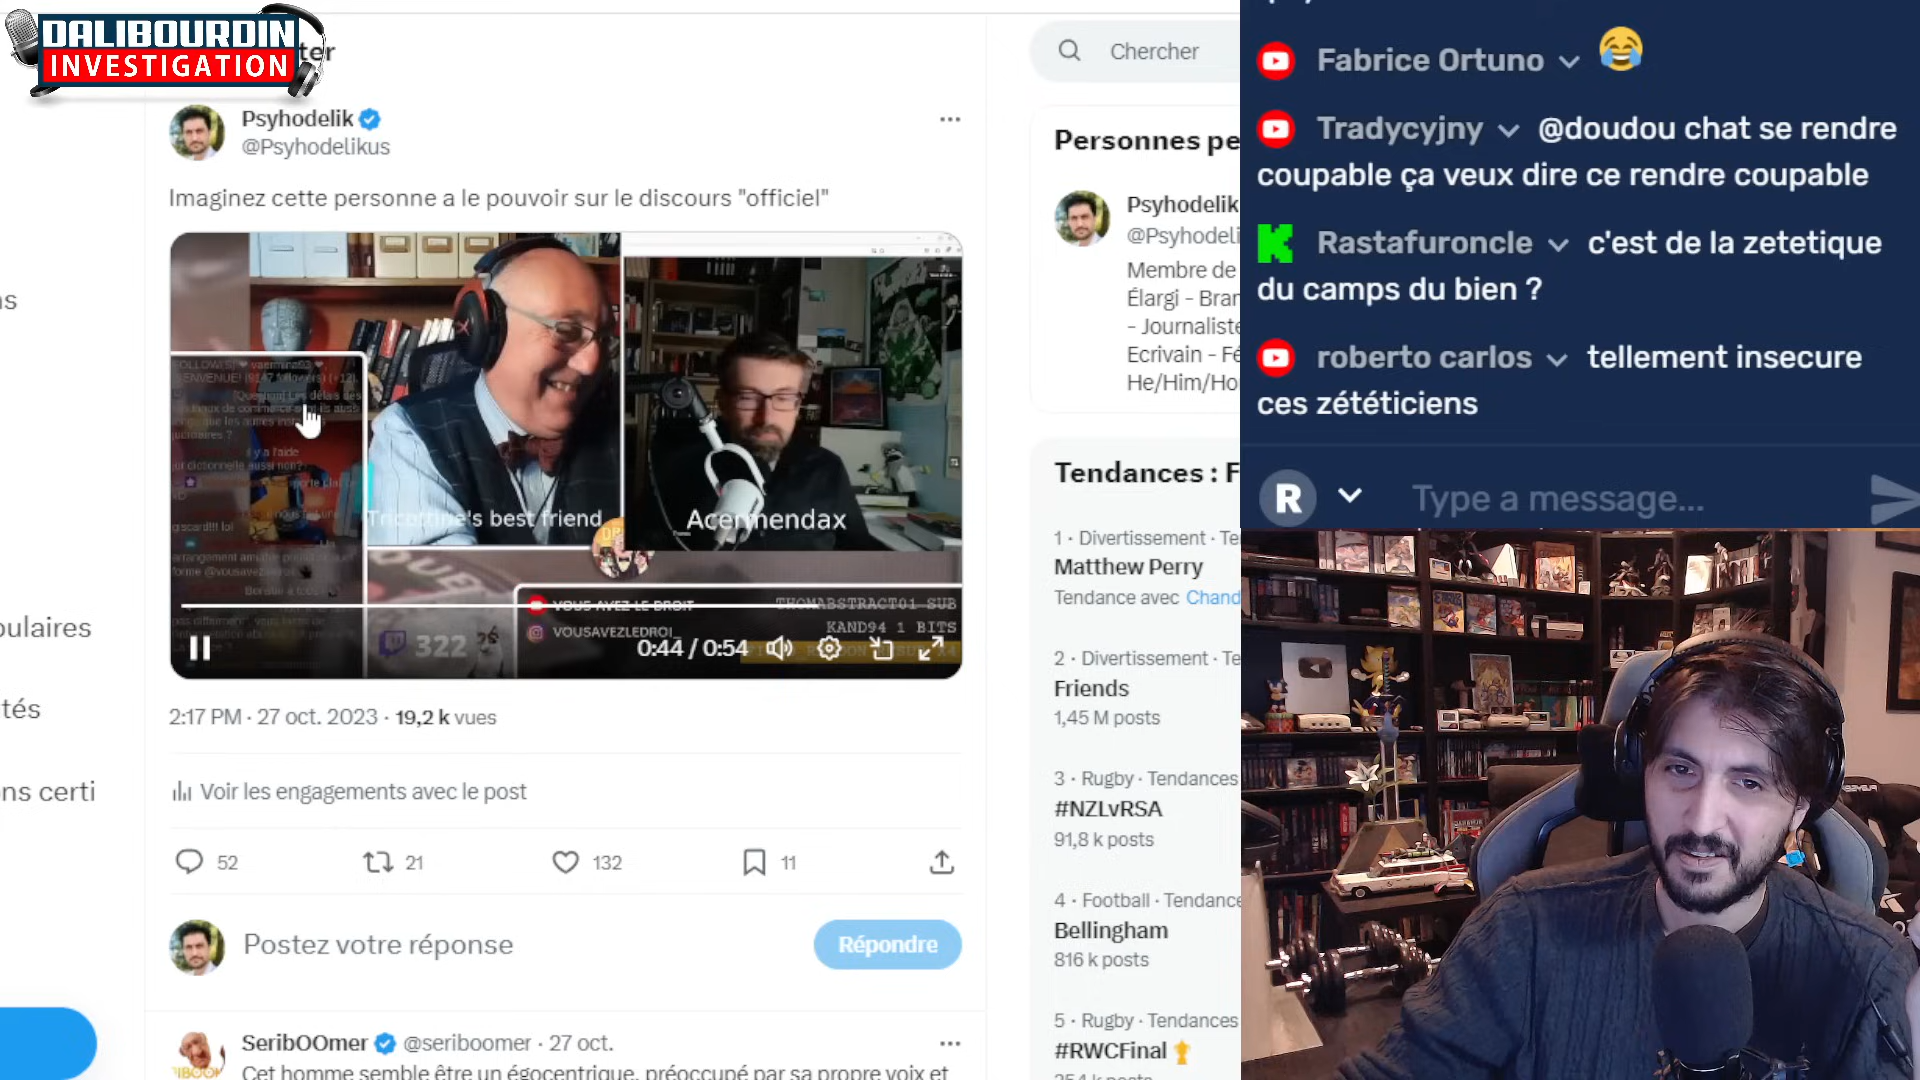 DALIBOURDIN
INVESTIGATION
ter
Psyhodelik
@Psyhodelikus
Imaginez cette personne a le pouvoir sur le discours "officiel"
Tricottine's best friend
Acermendax
VOUS AVEZ LE DROIT
VOUSAVEZLEDROI_
THOMABSTRACT01 SUB
KAND94 1 BITS
322
0:44 / 0:54
2:17 PM · 27 oct. 2023 · 19,2 k vues
Voir les engagements avec le post
52
21
132
11
Postez votre réponse
Répondre
SeribOOmer @seriboomer · 27 oct.
Cet homme semble être un égocentrique, préoccupé par sa propre voix et
ns
pulaires
tés
ns certi
Chercher
Personnes pe
Psyhodelik
@Psyhodeli
Membre de
Élargi - Bran
- Journaliste
Ecrivain - Fé
He/Him/Ho
Tendances : F
1 · Divertissement · Te
Matthew Perry
Tendance avec Chand
2 · Divertissement · Te
Friends
1,45 M posts
3 · Rugby · Tendances
#NZLvRSA
91,8 k posts
4 · Football · Tendance
Bellingham
816 k posts
5 · Rugby · Tendances
#RWCFinal
Fabrice Ortuno 😂
Tradycyjny @doudou chat se rendre
coupable ça veux dire ce rendre coupable
Rastafuroncle c'est de la zetetique
du camps du bien ?
roberto carlos tellement insecure
ces zététiciens
R
Type a message...